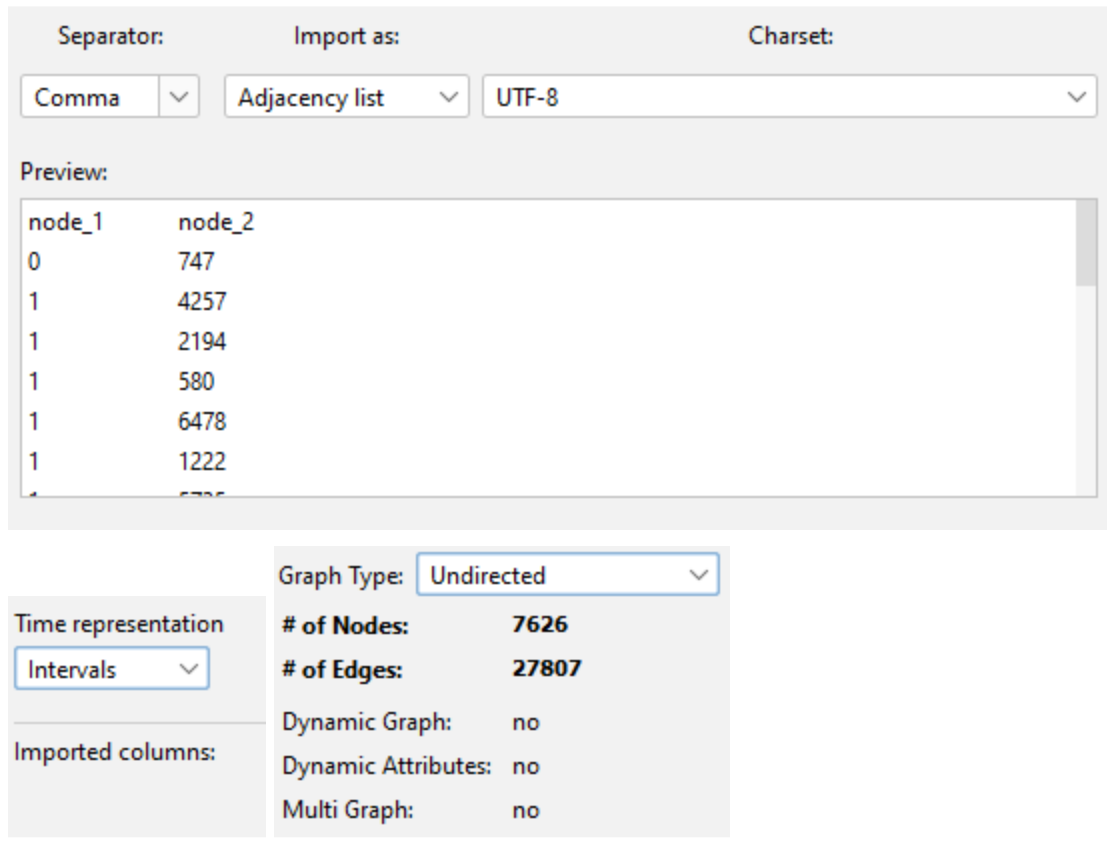 Separator: Import as: Charset:
Comma Adjacency list UTF-8
Preview:
node_1 node_2
0 747
1 4257
1 2194
1 580
1 6478
1 1222
Graph Type: Undirected
Time representation
Intervals
Imported columns:
# of Nodes: 7626
# of Edges: 27807
Dynamic Graph: no
Dynamic Attributes: no
Multi Graph: no